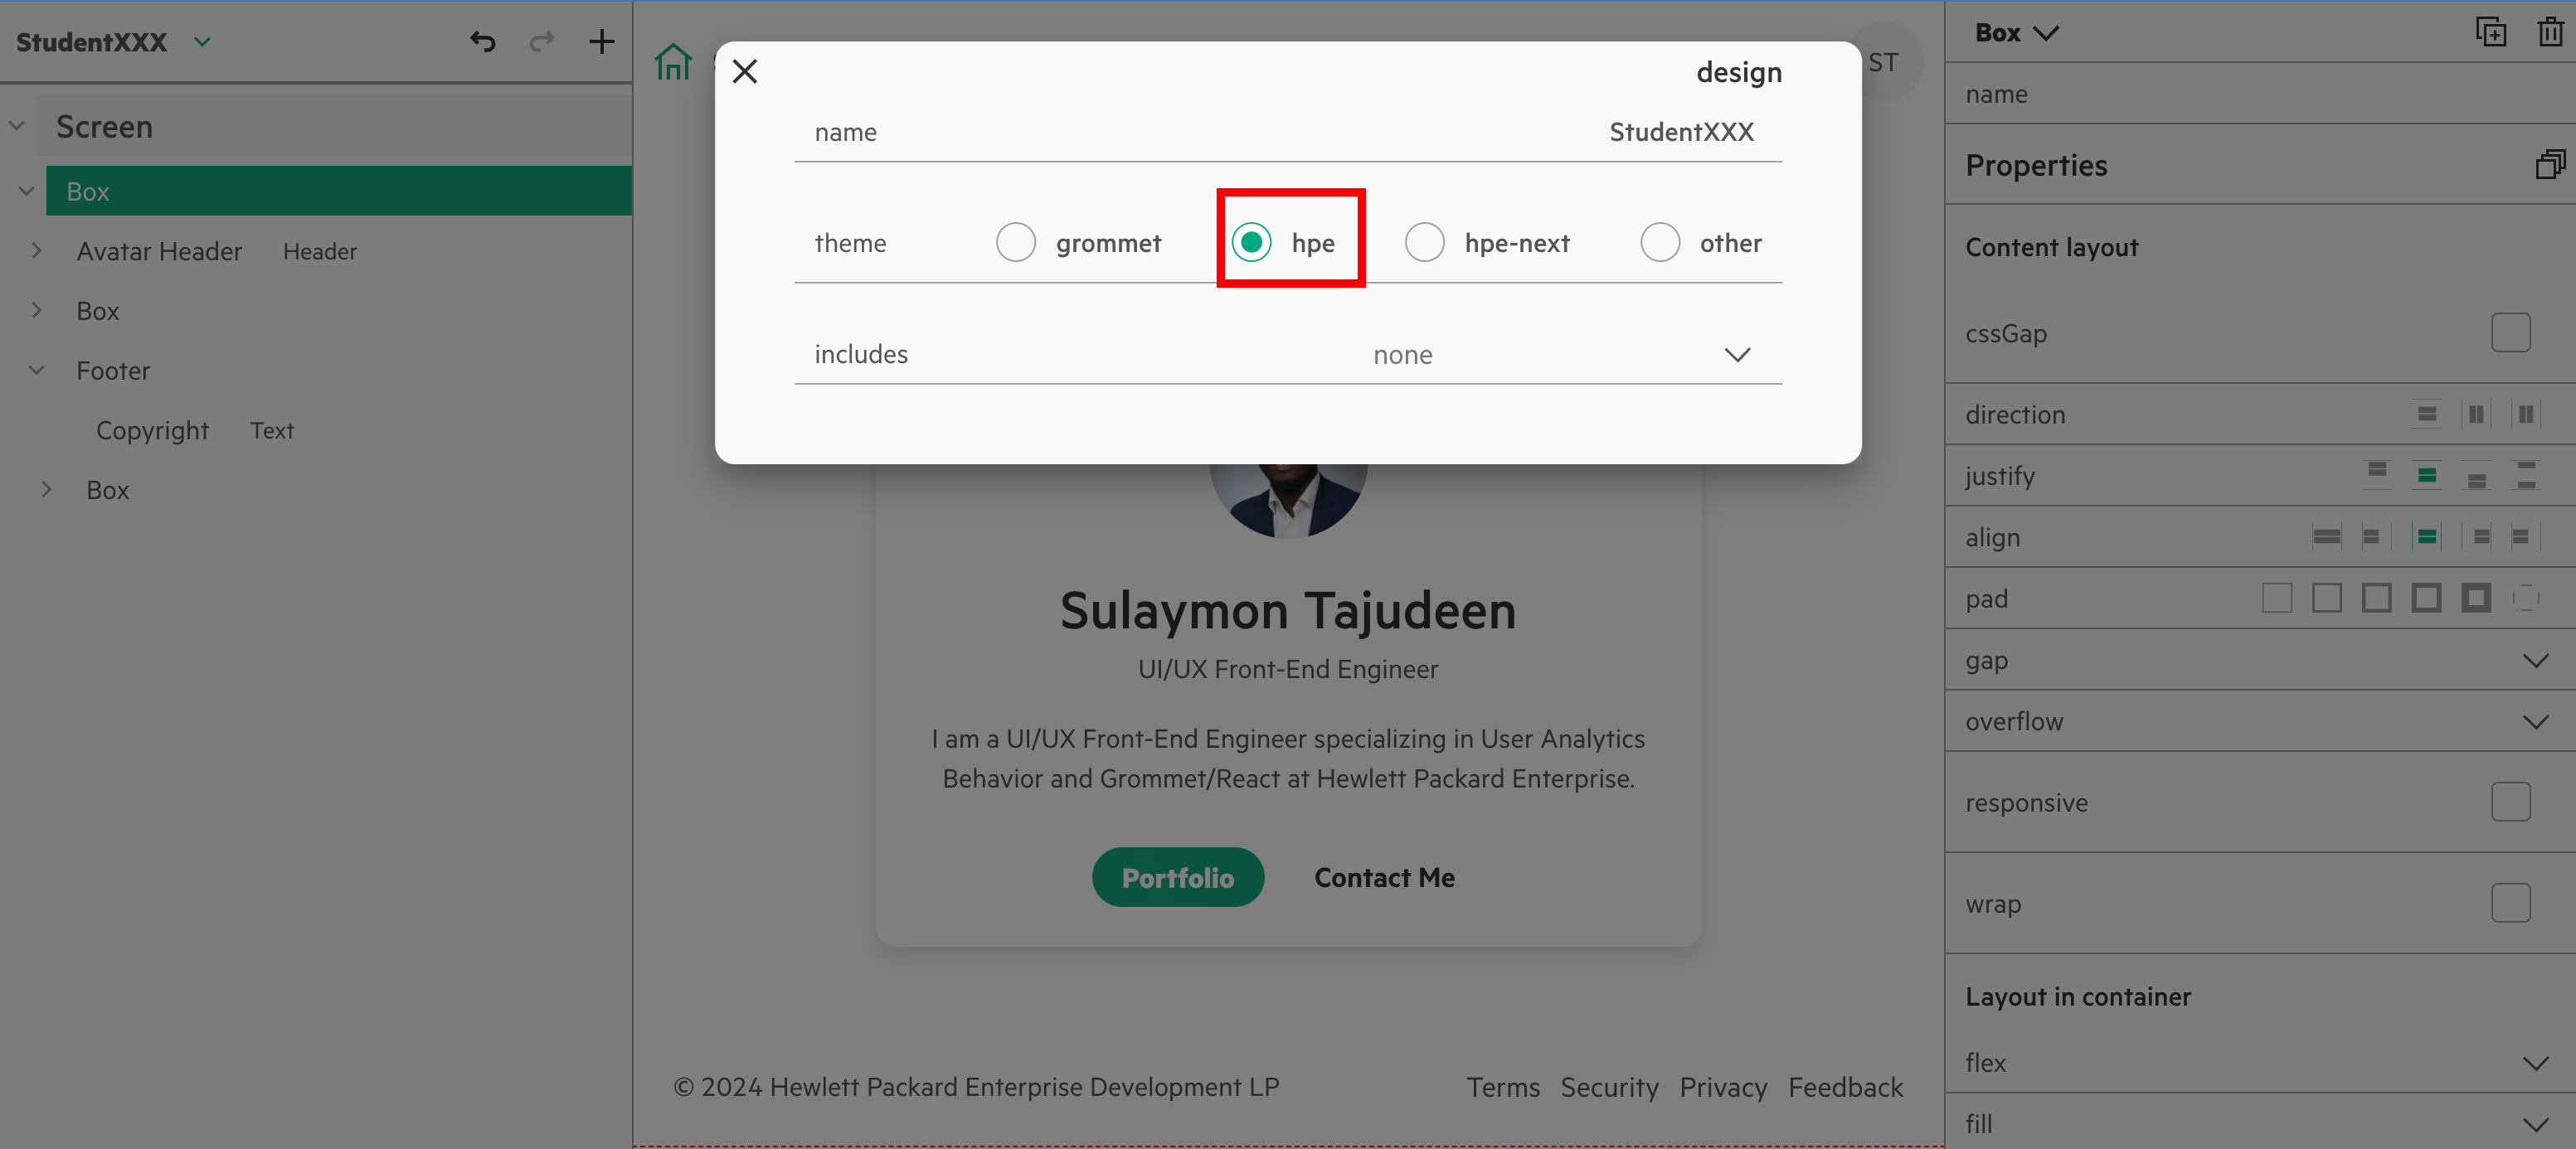 StudentXXX
Screen
Box
Avatar Header Header
Box
Footer
Copyright Text
Box
ST
design
name StudentXXX
theme grommet hpe hpe-next other
includes none
Sulaymon Tajudeen
UI/UX Front-End Engineer
I am a UI/UX Front-End Engineer specializing in User Analytics
Behavior and Grommet/React at Hewlett Packard Enterprise.
Portfolio Contact Me
© 2024 Hewlett Packard Enterprise Development LP Terms Security Privacy Feedback
Box
name
Properties
Content layout
cssGap
direction
justify
align
pad
gap
overflow
responsive
wrap
Layout in container
flex
fill